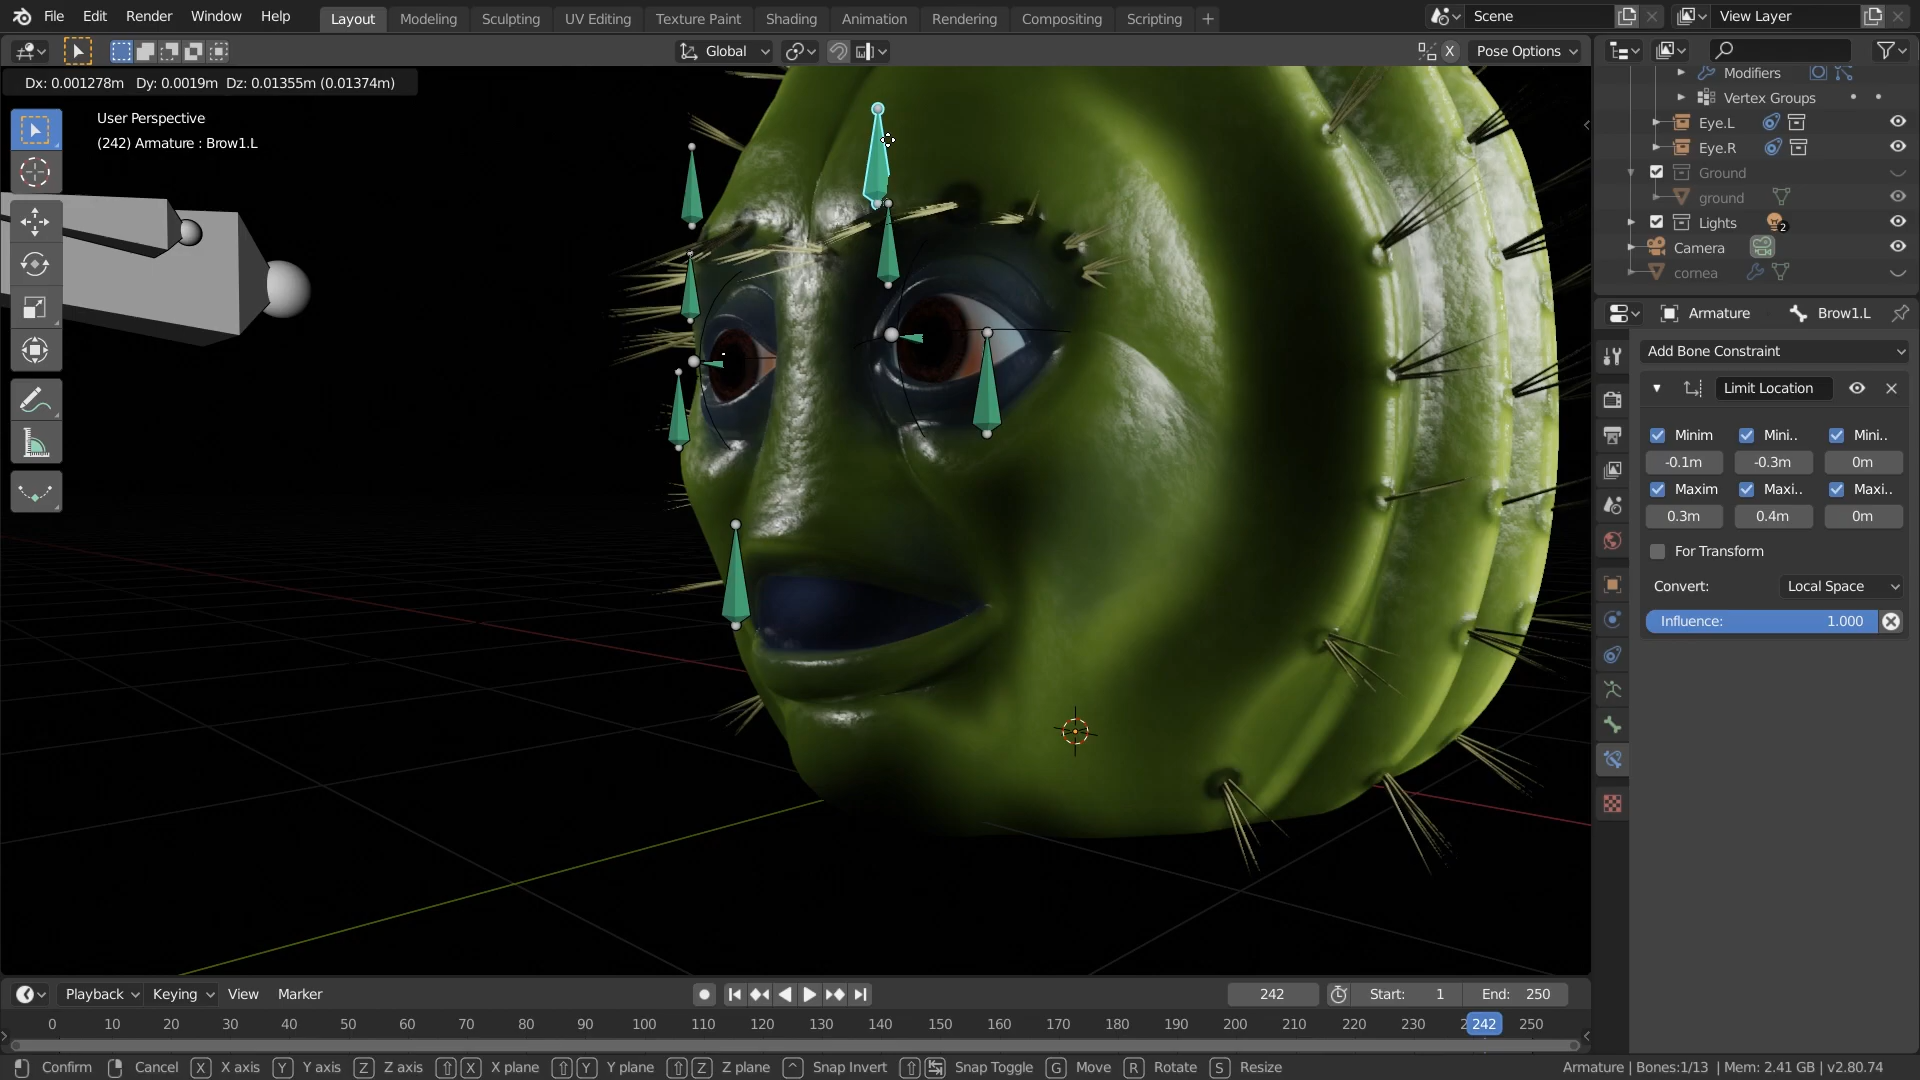 File Edit Render Window Help Layout Modeling Sculpting UV Editing Texture Paint Shading Animation Rendering Compositing Scripting + Scene View Layer
Global X Pose Options
Dx: 0.001278m Dy: 0.0019m Dz: 0.01355m (0.01374m)
User Perspective
(242) Armature : Brow1.L
Modifiers
Vertex Groups
Eye.L
Eye.R
Ground
ground
Lights 2
Camera
cornea
Armature Brow1.L
Add Bone Constraint
Limit Location
Minim Mini.. Mini..
-0.1m -0.3m 0m
Maxim Maxi.. Maxi..
0.3m 0.4m 0m
For Transform
Convert: Local Space
Influence: 1.000
Playback Keying View Marker 242 Start: 1 End: 250
0 10 20 30 40 50 60 70 80 90 100 110 120 130 140 150 160 170 180 190 200 210 220 230 242 250
Confirm Cancel X X axis Y Y axis Z Z axis X X plane Y Y plane Z Z plane ^ Snap Invert Snap Toggle G Move R Rotate S Resize Armature | Bones:1/13 | Mem: 2.41 GB | v2.80.74